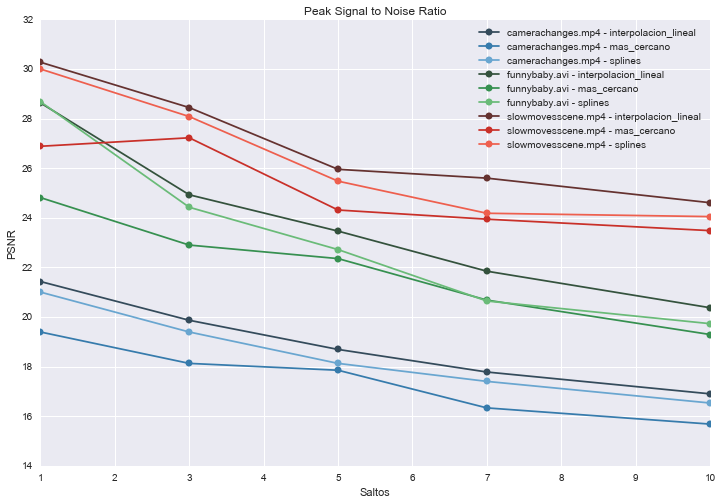 Peak Signal to Noise Ratio
32
30
28
26
24
22
20
18
16
14
PSNR
camerachanges.mp4 - interpolacion_lineal
camerachanges.mp4 - mas_cercano
camerachanges.mp4 - splines
funnybaby.avi - interpolacion_lineal
funnybaby.avi - mas_cercano
funnybaby.avi - splines
slowmovesscene.mp4 - interpolacion_lineal
slowmovesscene.mp4 - mas_cercano
slowmovesscene.mp4 - splines
1 2 3 4 5 6 7 8 9 10
Saltos